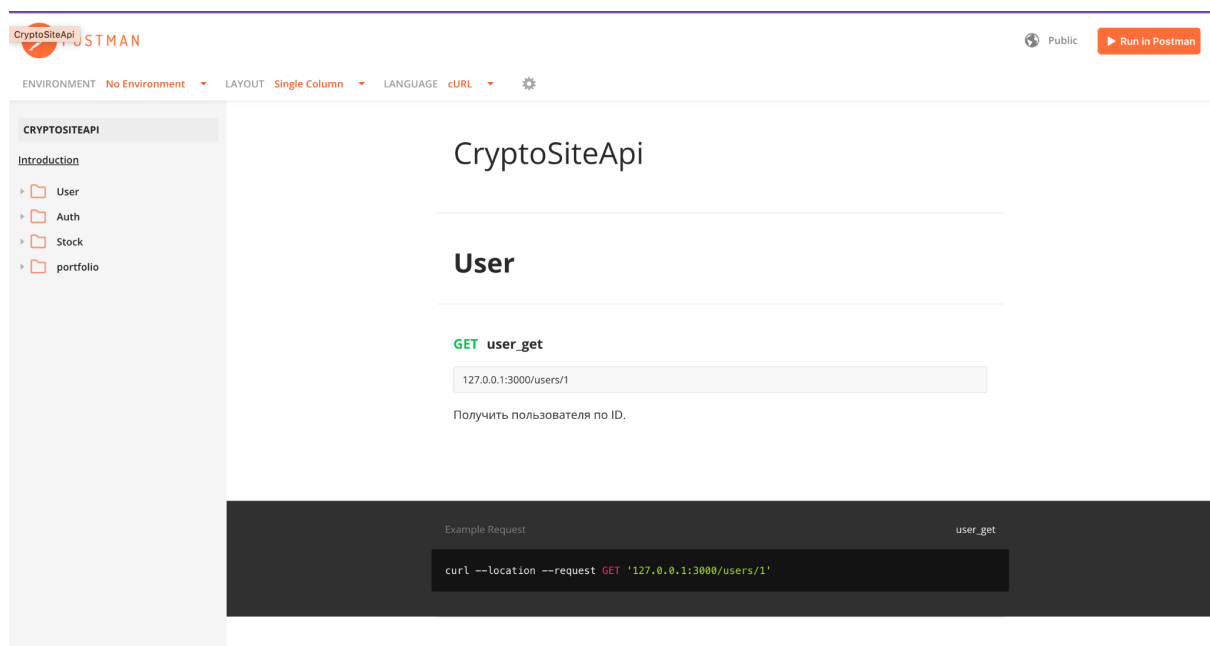 CryptoSiteApi
STMAN
Public
Run in Postman
ENVIRONMENT No Environment LAYOUT Single Column LANGUAGE cURL
CRYPTOSITEAPI
Introduction
User
Auth
Stock
portfolio
CryptoSiteApi
User
GET user_get
127.0.0.1:3000/users/1
Получить пользователя по ID.
Example Request
user_get
curl --location --request GET '127.0.0.1:3000/users/1'